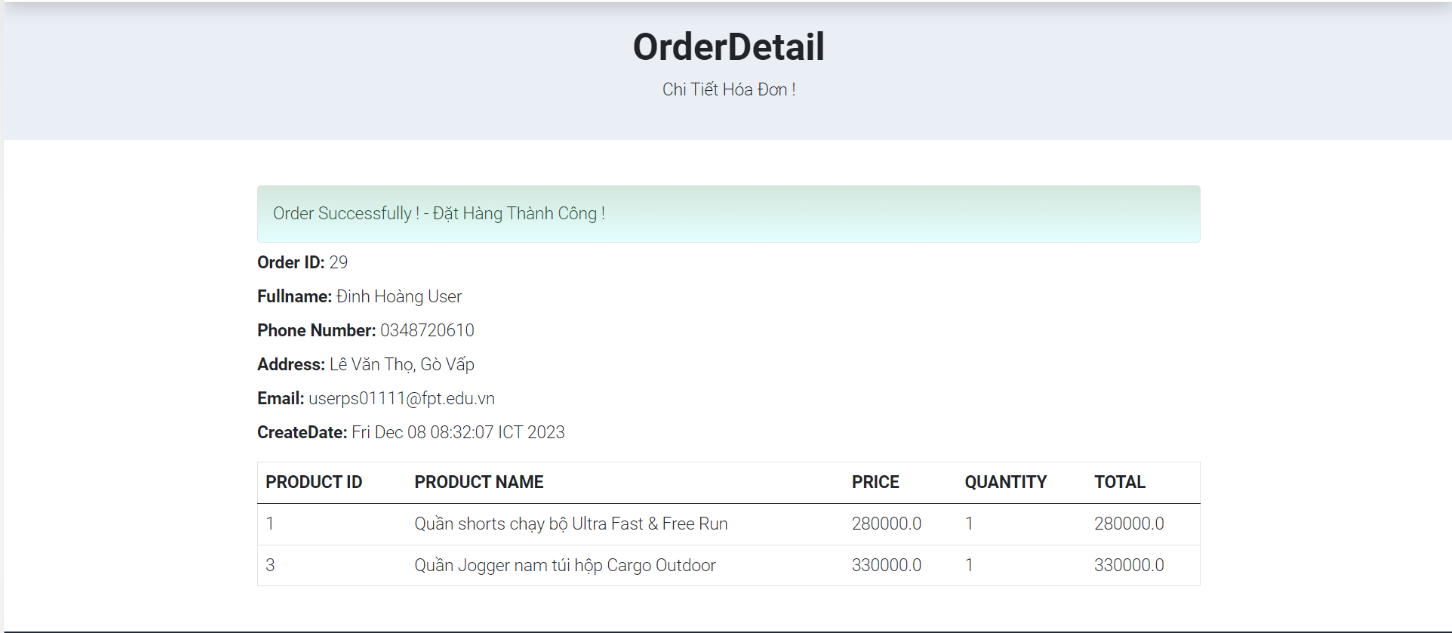 OrderDetail
Chi Tiết Hóa Đơn !
Order Successfully ! - Đặt Hàng Thành Công !
Order ID: 29
Fullname: Đinh Hoàng User
Phone Number: 0348720610
Address: Lê Văn Thọ, Gò Vấp
Email: userps01111@fpt.edu.vn
CreateDate: Fri Dec 08 08:32:07 ICT 2023
PRODUCT ID PRODUCT NAME PRICE QUANTITY TOTAL
1 Quần shorts chạy bộ Ultra Fast & Free Run 280000.0 1 280000.0
3 Quần Jogger nam túi hộp Cargo Outdoor 330000.0 1 330000.0